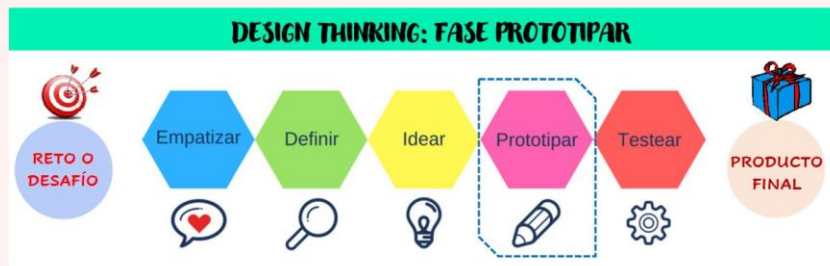 DESIGN THINKING: FASE PROTOTIPAR
RETO O
DESAFÍO
Empatizar
Definir
Idear
Prototipar
Testear
PRODUCTO
FINAL